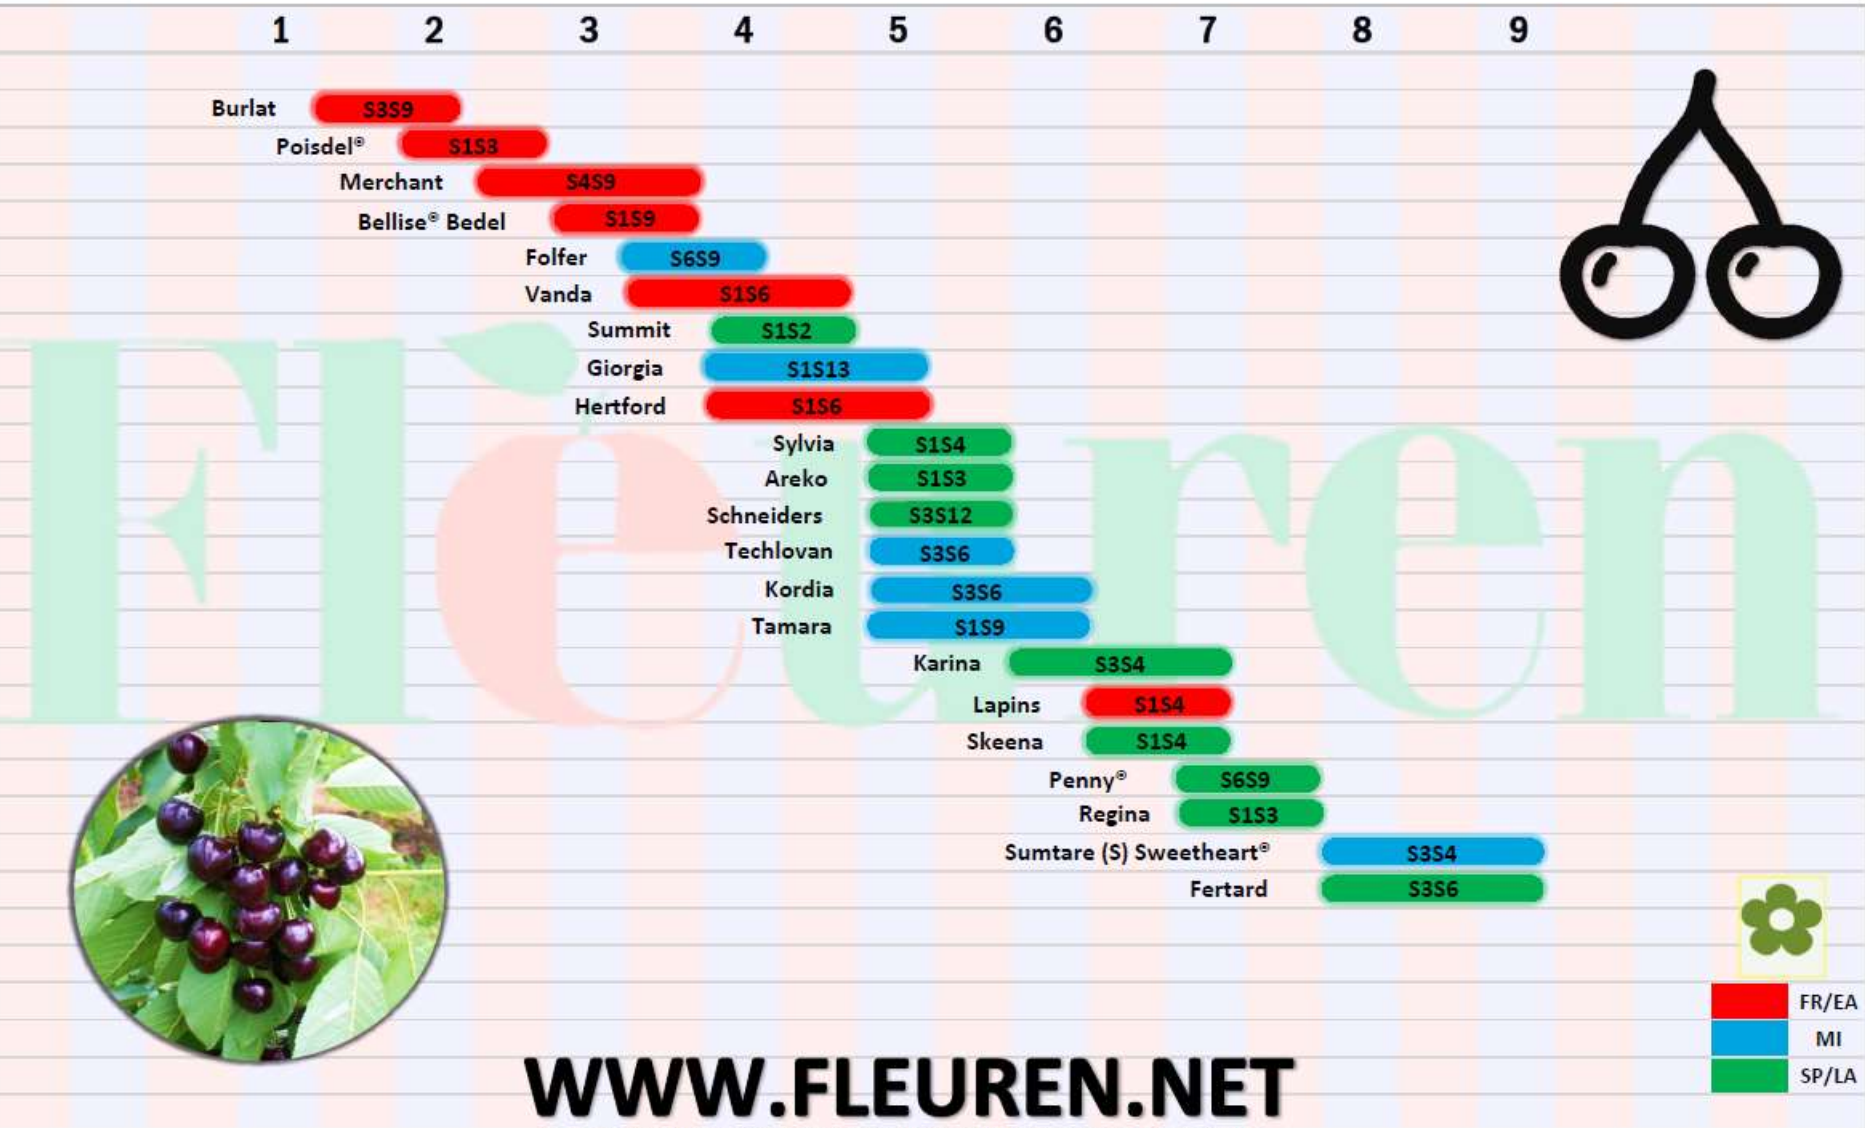 1 2 3 4 5 6 7 8 9
Burlat S3S9
Poisdel® S1S3
Merchant S4S9
Bellise® Bedel S1S9
Folfer S6S9
Vanda S1S6
Summit S1S2
Giorgia S1S13
Hertford S1S6
Sylvia S1S4
Areko S1S3
Schneiders S3S12
Techlovan S3S6
Kordia S3S6
Tamara S1S9
Karina S3S4
Lapins S1S4
Skeena S1S4
Penny® S6S9
Regina S1S3
Sumtare (S) Sweetheart® S3S4
Fertard S3S6
Fleuren
FR/EA
MI
SP/LA
WWW.FLEUREN.NET